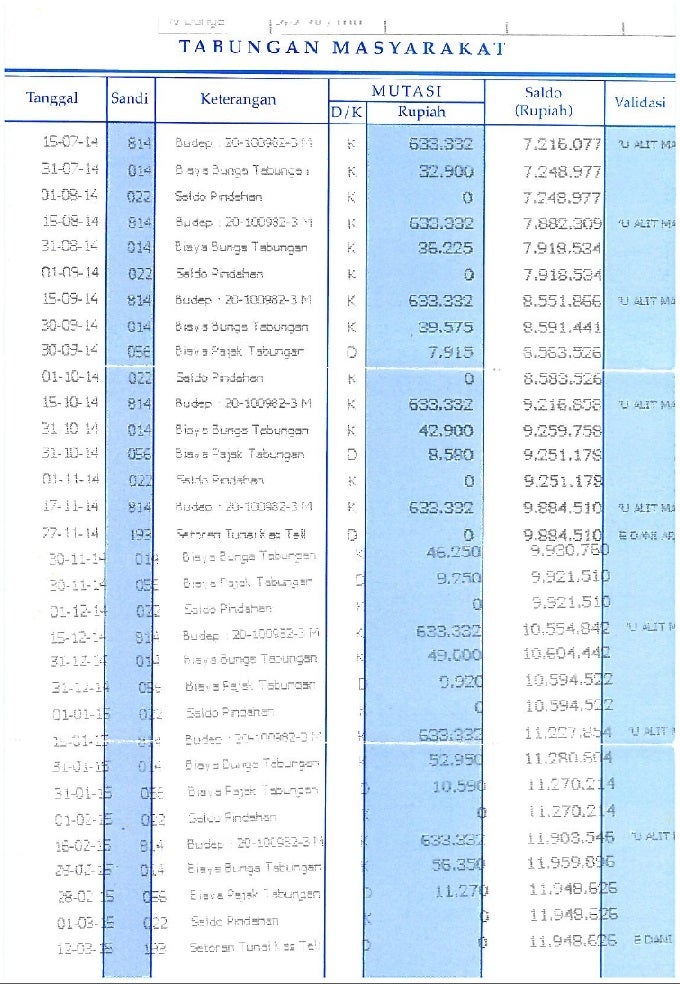 TABUNGAN MASYARAKAT
Tanggal Sandi Keterangan MUTASI Saldo (Rupiah) Validasi
D/K Rupiah
15-07-14 814 Budep : 20-100982-3 M K 633.332 7.216.077 'U ALIT MA
31-07-14 014 Biaya Bunga Tabungan K 32.900 7.248.977
01-08-14 022 Saldo Pindahan K 0 7.248.977
15-08-14 814 Budep : 20-100982-3 M K 633.332 7.882.309 'U ALIT MA
31-08-14 014 Biaya Bunga Tabungan K 36.225 7.918.534
01-09-14 022 Saldo Pindahan K 0 7.918.534
15-09-14 814 Budep : 20-100982-3 M K 633.332 8.551.866 'U ALIT MA
30-09-14 014 Biaya Bunga Tabungan K 39.575 8.591.441
30-09-14 056 Biaya Pajak Tabungan D 7.915 8.583.526
01-10-14 022 Saldo Pindahan K 0 8.583.526
15-10-14 814 Budep : 20-100982-3 M K 633.332 9.216.858 'U ALIT MA
31-10-14 014 Biaya Bunga Tabungan K 42.900 9.259.758
31-10-14 056 Biaya Pajak Tabungan D 8.580 9.251.178
01-11-14 022 Saldo Pindahan K 0 9.251.178
17-11-14 814 Budep : 20-100982-3 M K 633.332 9.884.510 'U ALIT MA
27-11-14 193 Setoran Tunai Kas Tell D 0 9.884.510 E DANI AR
30-11-14 014 Biaya Bunga Tabungan K 46.250 9.930.760
30-11-14 056 Biaya Pajak Tabungan D 9.250 9.921.510
01-12-14 022 Saldo Pindahan K 0 9.921.510
15-12-14 814 Budep : 20-100982-3 M K 633.332 10.554.842 'U ALIT M
31-12-14 014 Biaya Bunga Tabungan K 49.600 10.604.442
31-12-14 056 Biaya Pajak Tabungan D 9.920 10.594.522
01-01-15 022 Saldo Pindahan 0 10.594.522
15-01-15 814 Budep : 20-100982-3 M K 633.332 11.227.854 'U ALIT
31-01-15 014 Biaya Bunga Tabungan K 52.950 11.280.804
31-01-15 056 Biaya Pajak Tabungan D 10.590 11.270.214
01-02-15 022 Saldo Pindahan K 0 11.270.214
16-02-15 814 Budep : 20-100982-3 M K 633.332 11.903.546 'U ALIT
28-02-15 014 Biaya Bunga Tabungan K 56.350 11.959.896
28-02-15 056 Biaya Pajak Tabungan D 11.270 11.948.626
01-03-15 022 Saldo Pindahan K 0 11.948.626
12-03-15 193 Setoran Tunai Kas Tell D 0 11.948.626 E DANI